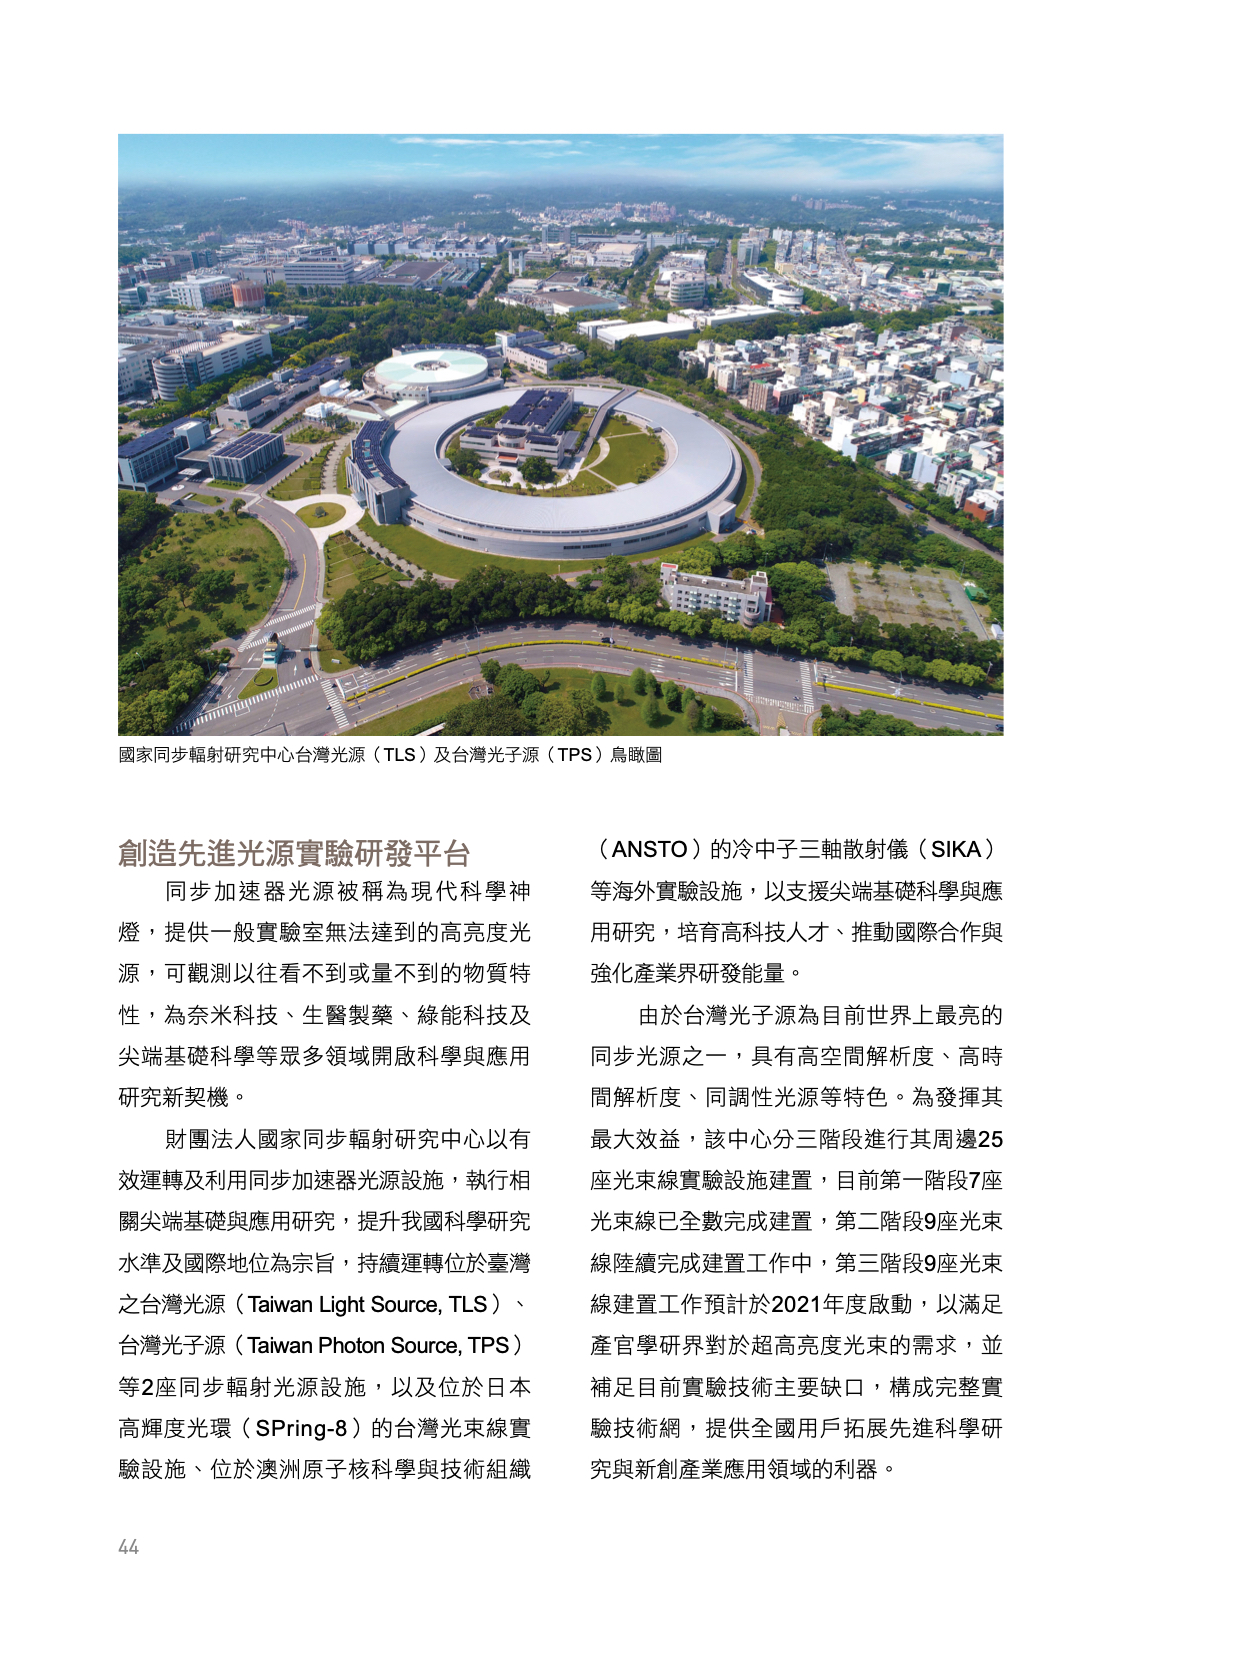 國家同步輻射研究中心台灣光源（TLS）及台灣光子源（TPS）鳥瞰圖
創造先進光源實驗研發平台
同步加速器光源被稱為現代科學神
燈，提供一般實驗室無法達到的高亮度光
源，可觀測以往看不到或量不到的物質特
性，為奈米科技、生醫製藥、綠能科技及
尖端基礎科學等眾多領域開啟科學與應用
研究新契機。
財團法人國家同步輻射研究中心以有
效運轉及利用同步加速器光源設施，執行相
關尖端基礎與應用研究，提升我國科學研究
水準及國際地位為宗旨，持續運轉位於臺灣
之台灣光源（Taiwan Light Source, TLS）、
台灣光子源（Taiwan Photon Source, TPS）
等2座同步輻射光源設施，以及位於日本
高輝度光環（SPring-8）的台灣光束線實
驗設施、位於澳洲原子核科學與技術組織
（ANSTO）的冷中子三軸散射儀（SIKA）
等海外實驗設施，以支援尖端基礎科學與應
用研究，培育高科技人才、推動國際合作與
強化產業界研發能量。
由於台灣光子源為目前世界上最亮的
同步光源之一，具有高空間解析度、高時
間解析度、同調性光源等特色。為發揮其
最大效益，該中心分三階段進行其周邊25
座光束線實驗設施建置，目前第一階段7座
光束線已全數完成建置，第二階段9座光束
線陸續完成建置工作中，第三階段9座光束
線建置工作預計於2021年度啟動，以滿足
產官學研界對於超高亮度光束的需求，並
補足目前實驗技術主要缺口，構成完整實
驗技術網，提供全國用戶拓展先進科學研
究與新創產業應用領域的利器。
44